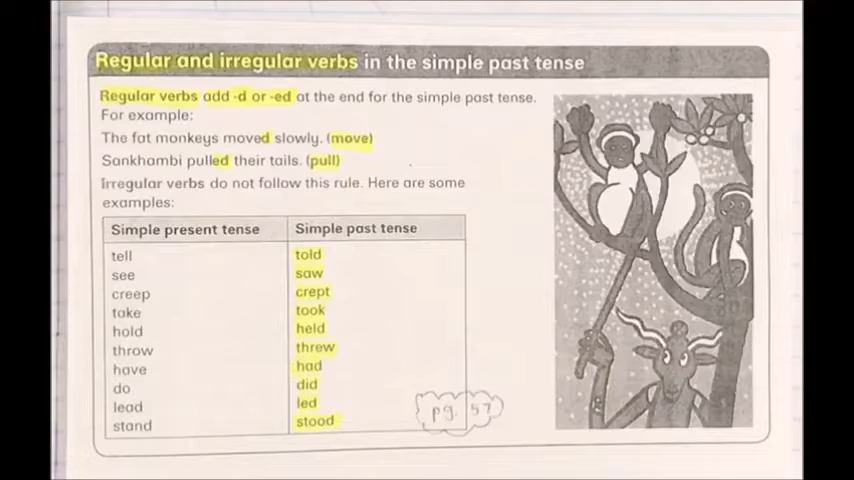 Regular and irregular verbs in the simple past tense
Regular verbs add -d or -ed at the end for the simple past tense.
For example:
The fat monkeys moved slowly. (move)
Sankhambi pulled their tails. (pull)
Irregular verbs do not follow this rule. Here are some
examples:
Simple present tense Simple past tense
tell told
see saw
creep crept
take took
hold held
throw threw
have had
do did
lead led
stand stood
pg. 57